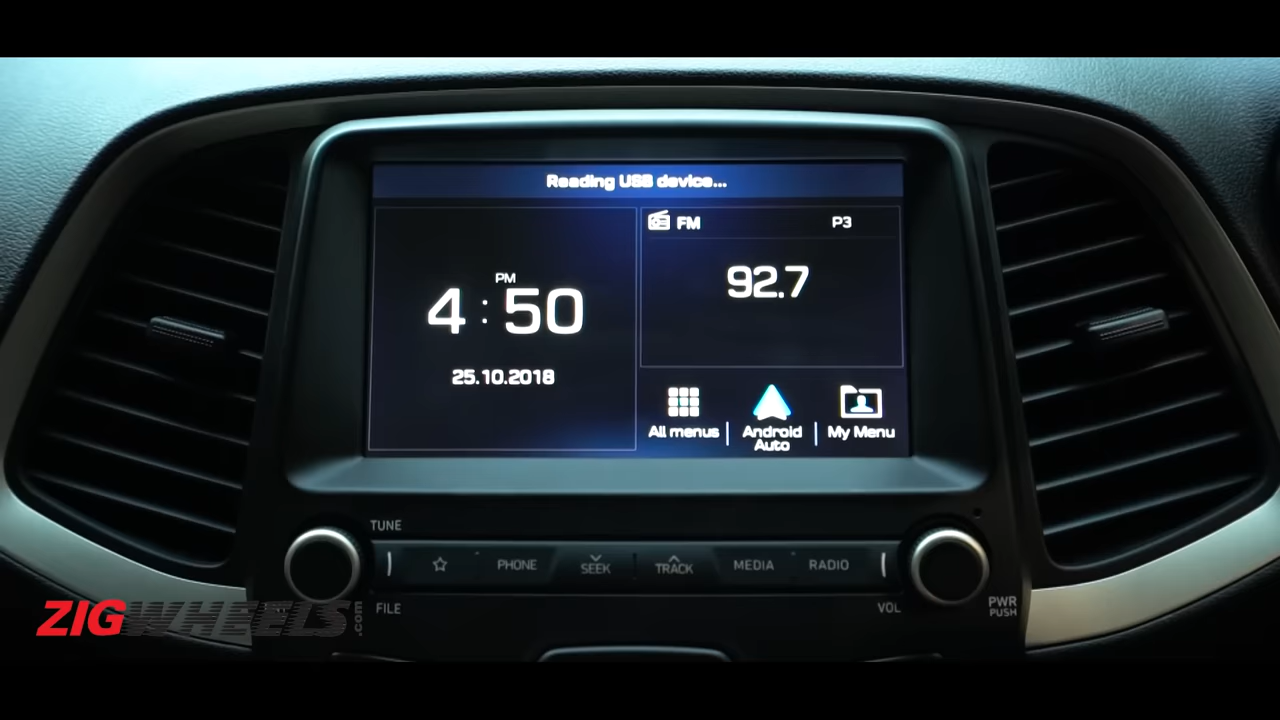 Reading USB device...
PM
4:50
25.10.2018
FM P3
92.7
All menus
Android
Auto
My Menu
TUNE
PHONE
SEEK
TRACK
MEDIA
RADIO
FILE
VOL
PWR
PUSH
ZIGWHEELS.com